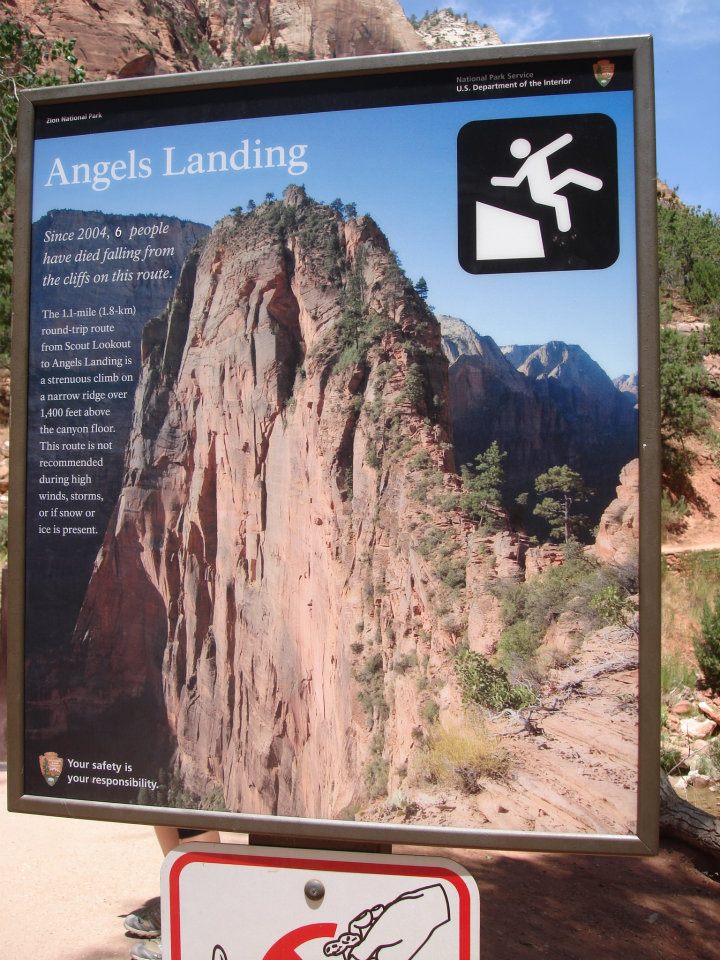 Zion National Park
National Park Service
U.S. Department of the Interior
Angels Landing
Since 2004, 6 people
have died falling from
the cliffs on this route.
The 1.1-mile (1.8-km)
round-trip route
from Scout Lookout
to Angels Landing is
a strenuous climb on
a narrow ridge over
1,400 feet above
the canyon floor.
This route is not
recommended
during high
winds, storms,
or if snow or
ice is present.
Your safety is
your responsibility.